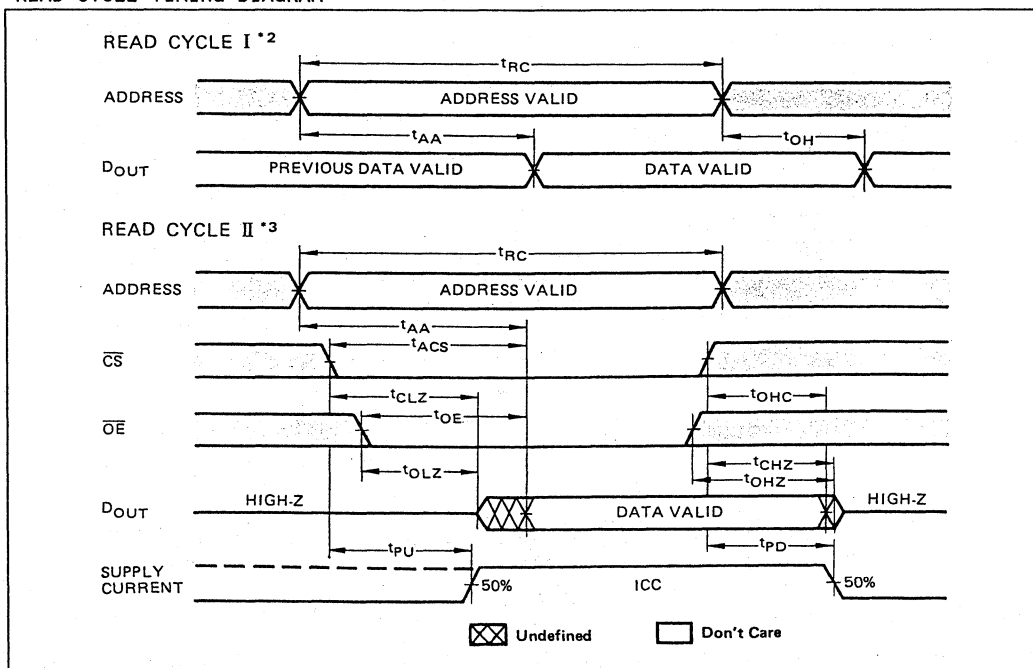 READ CYCLE TIMING DIAGRAM
READ CYCLE I *2
tRC
ADDRESS
ADDRESS VALID
tAA
tOH
DOUT
PREVIOUS DATA VALID
DATA VALID
READ CYCLE II *3
tRC
ADDRESS
ADDRESS VALID
tAA
tACS
CS
tCLZ
tOE
tOHC
OE
tOLZ
tCHZ
tOHZ
DOUT
HIGH-Z
DATA VALID
HIGH-Z
tPU
tPD
SUPPLY CURRENT
50%
ICC
50%
Undefined
Don't Care